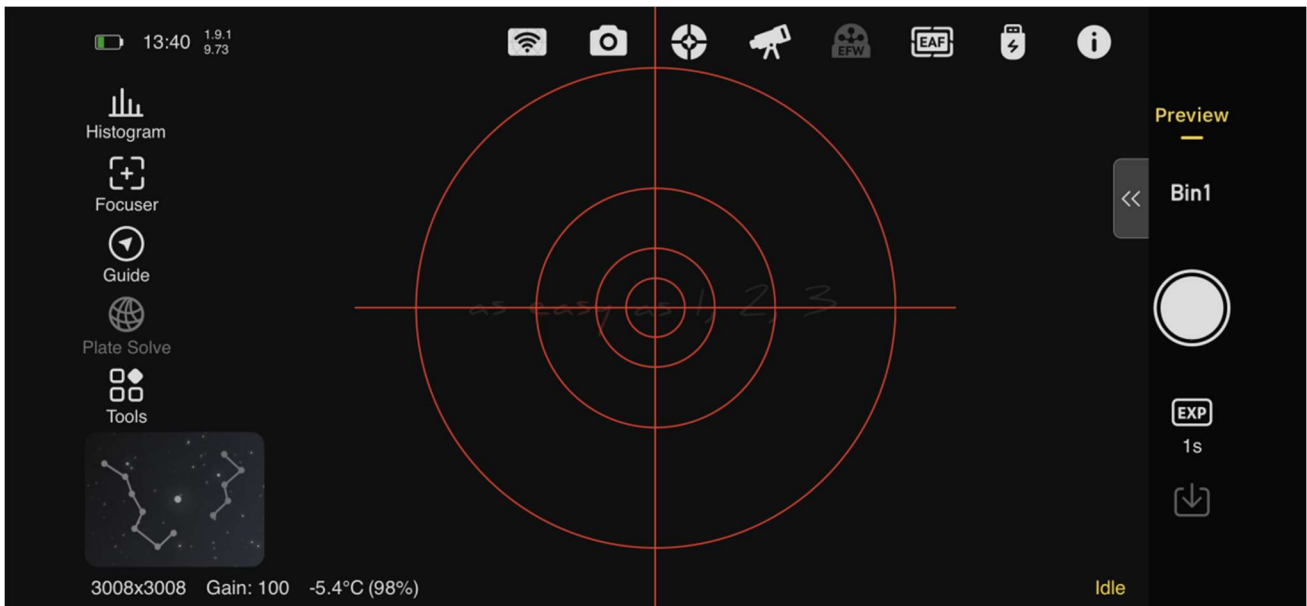 13:40 1.9.1
9.73
EFW
EAF
Histogram
Focuser
Guide
Plate Solve
Tools
as easy as 1, 2, 3
Preview
Bin1
EXP
1s
3008x3008 Gain: 100 -5.4°C (98%)
Idle